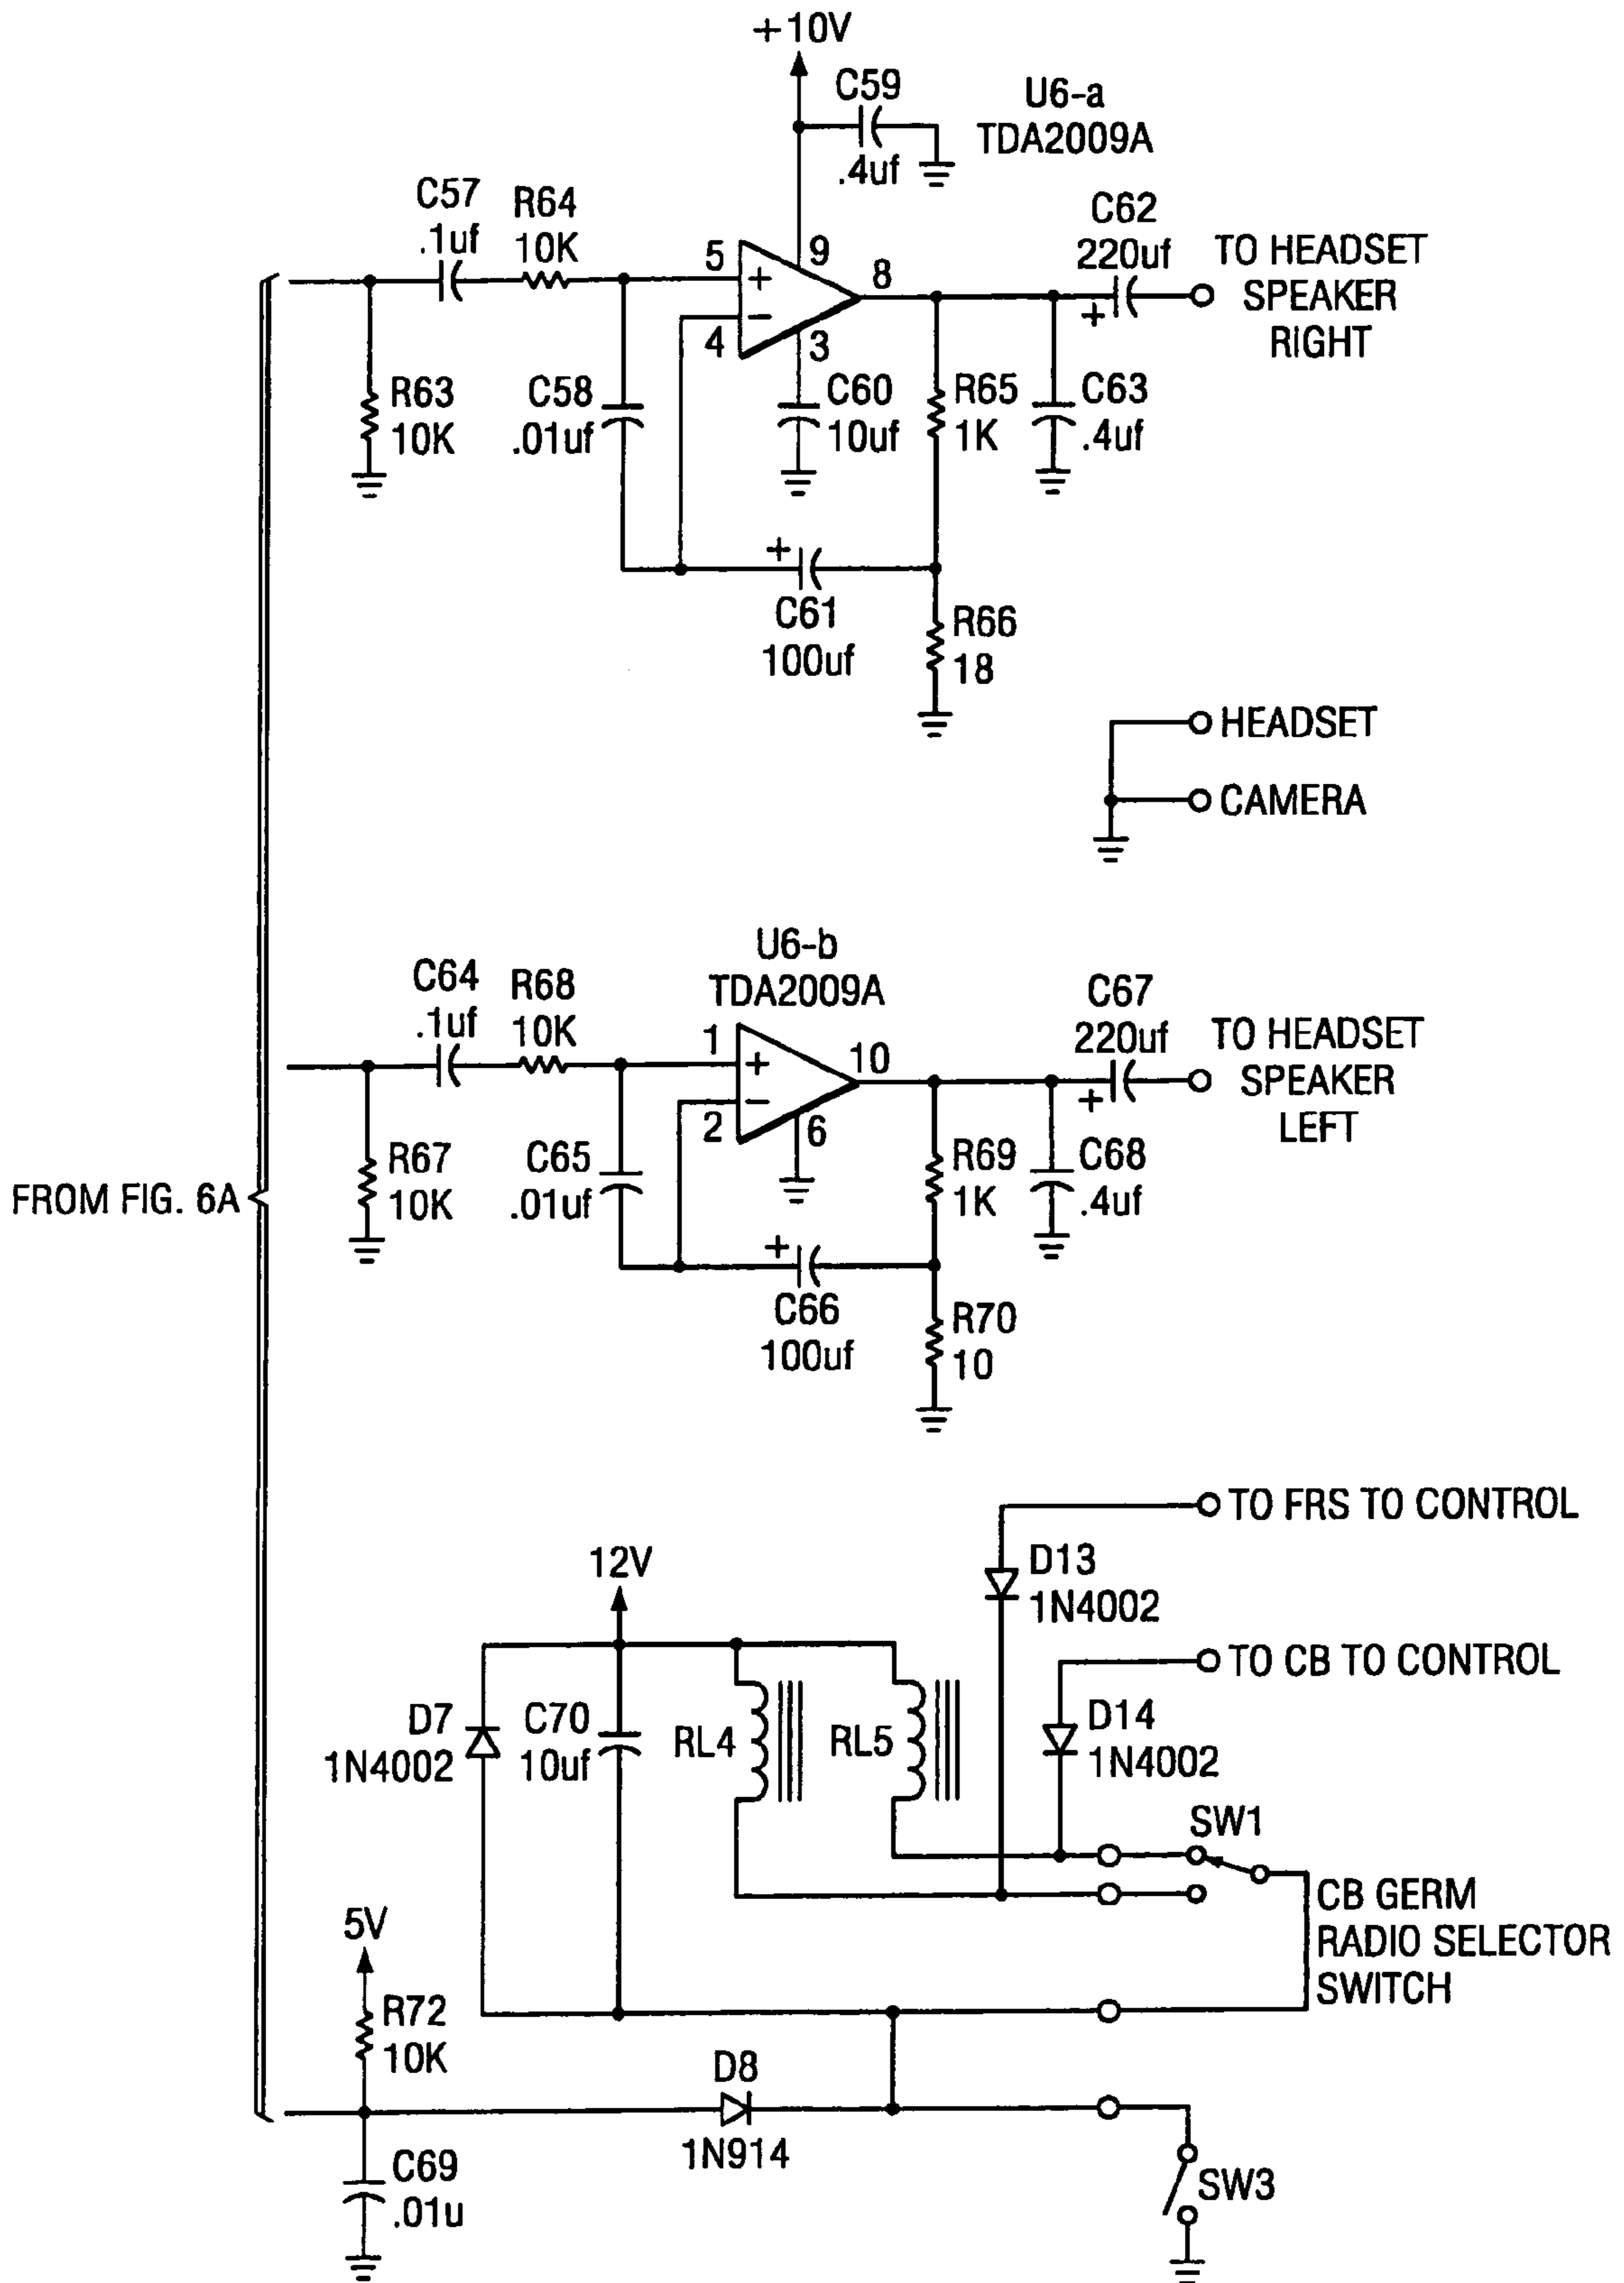 +10V
C59
.4uf
U6-a
TDA2009A
C57
.1uf
R64
10K
5
+
9
8
−
4
3
C62
220uf
+
TO HEADSET
SPEAKER
RIGHT
R63
10K
C58
.01uf
C60
10uf
R65
1K
C63
.4uf
+
C61
100uf
R66
18
HEADSET
CAMERA
U6-b
TDA2009A
C64
.1uf
R68
10K
1
+
10
−
2
6
C67
220uf
+
TO HEADSET
SPEAKER
LEFT
FROM FIG. 6A
R67
10K
C65
.01uf
R69
1K
C68
.4uf
+
C66
100uf
R70
10
TO FRS TO CONTROL
12V
D13
1N4002
TO CB TO CONTROL
D7
1N4002
C70
10uf
RL4
RL5
D14
1N4002
SW1
CB GERM
RADIO SELECTOR
SWITCH
5V
R72
10K
D8
1N914
C69
.01u
SW3